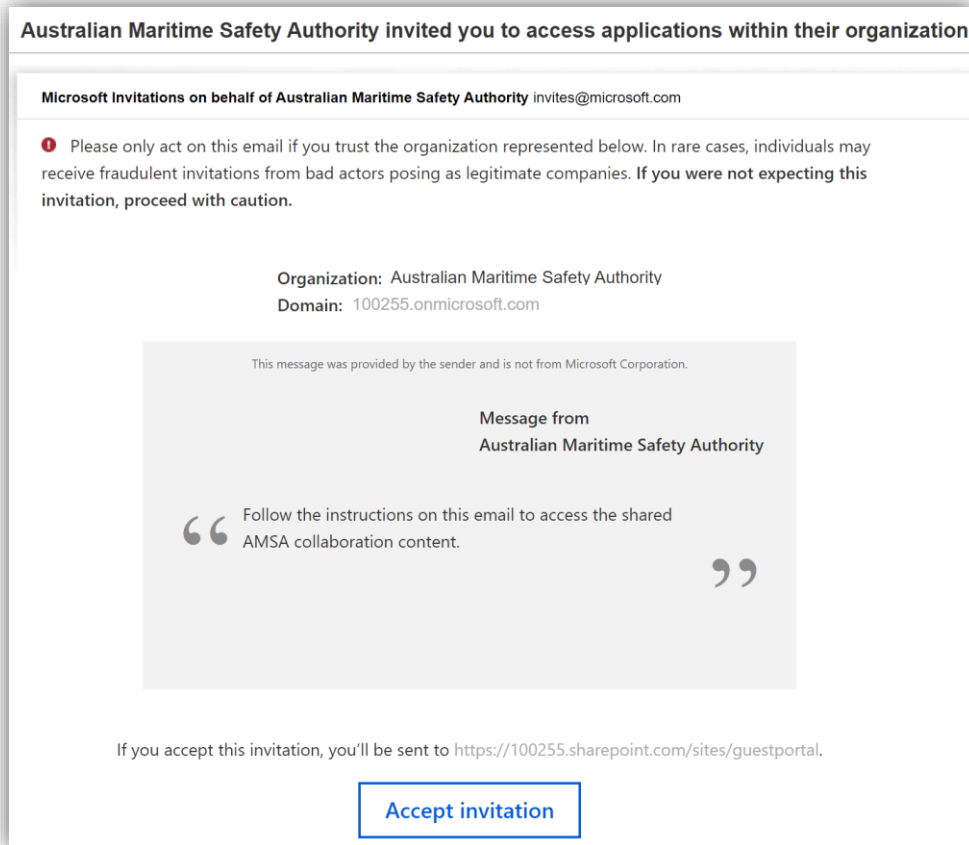 Australian Maritime Safety Authority invited you to access applications within their organization
Microsoft Invitations on behalf of Australian Maritime Safety Authority invites@microsoft.com
Please only act on this email if you trust the organization represented below. In rare cases, individuals may
receive fraudulent invitations from bad actors posing as legitimate companies. If you were not expecting this
invitation, proceed with caution.
Organization: Australian Maritime Safety Authority
Domain: 100255.onmicrosoft.com
This message was provided by the sender and is not from Microsoft Corporation.
Message from
Australian Maritime Safety Authority
“ Follow the instructions on this email to access the shared
AMSA collaboration content.
”
If you accept this invitation, you’ll be sent to https://100255.sharepoint.com/sites/guestportal.
Accept invitation